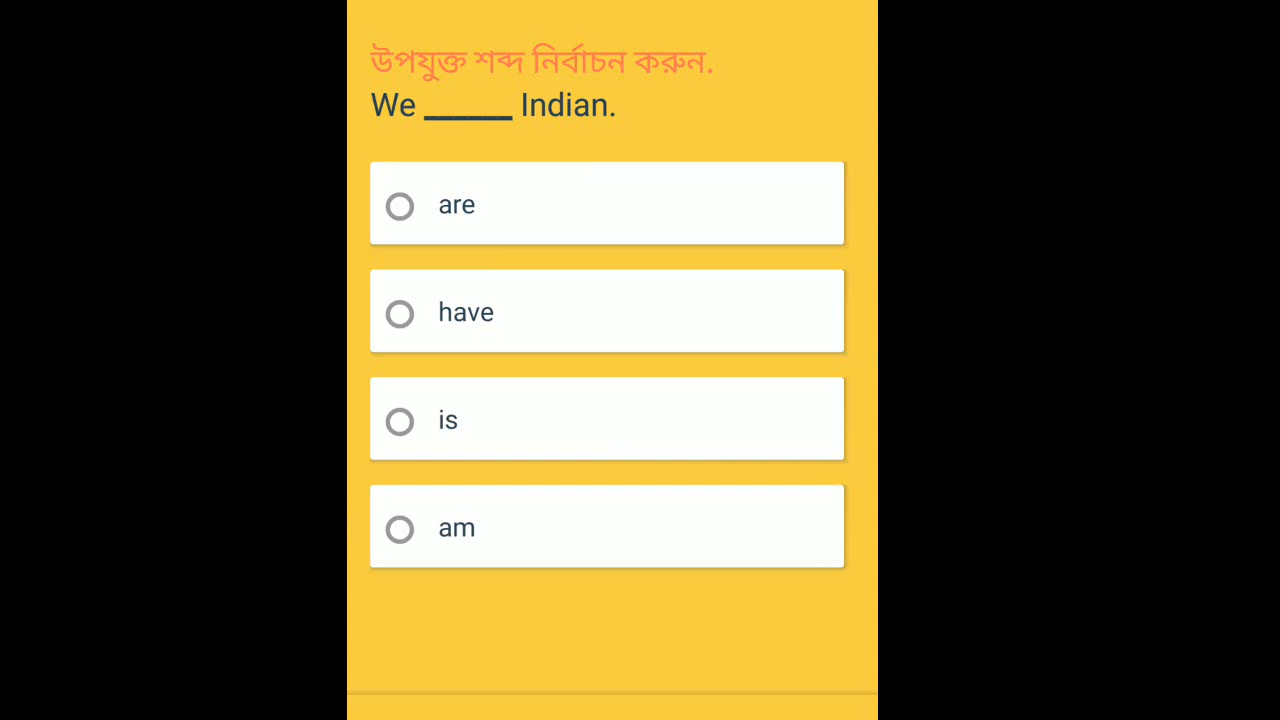 উপযুক্ত শব্দ নির্বাচন করুন.
We ______ Indian.
are
have
is
am